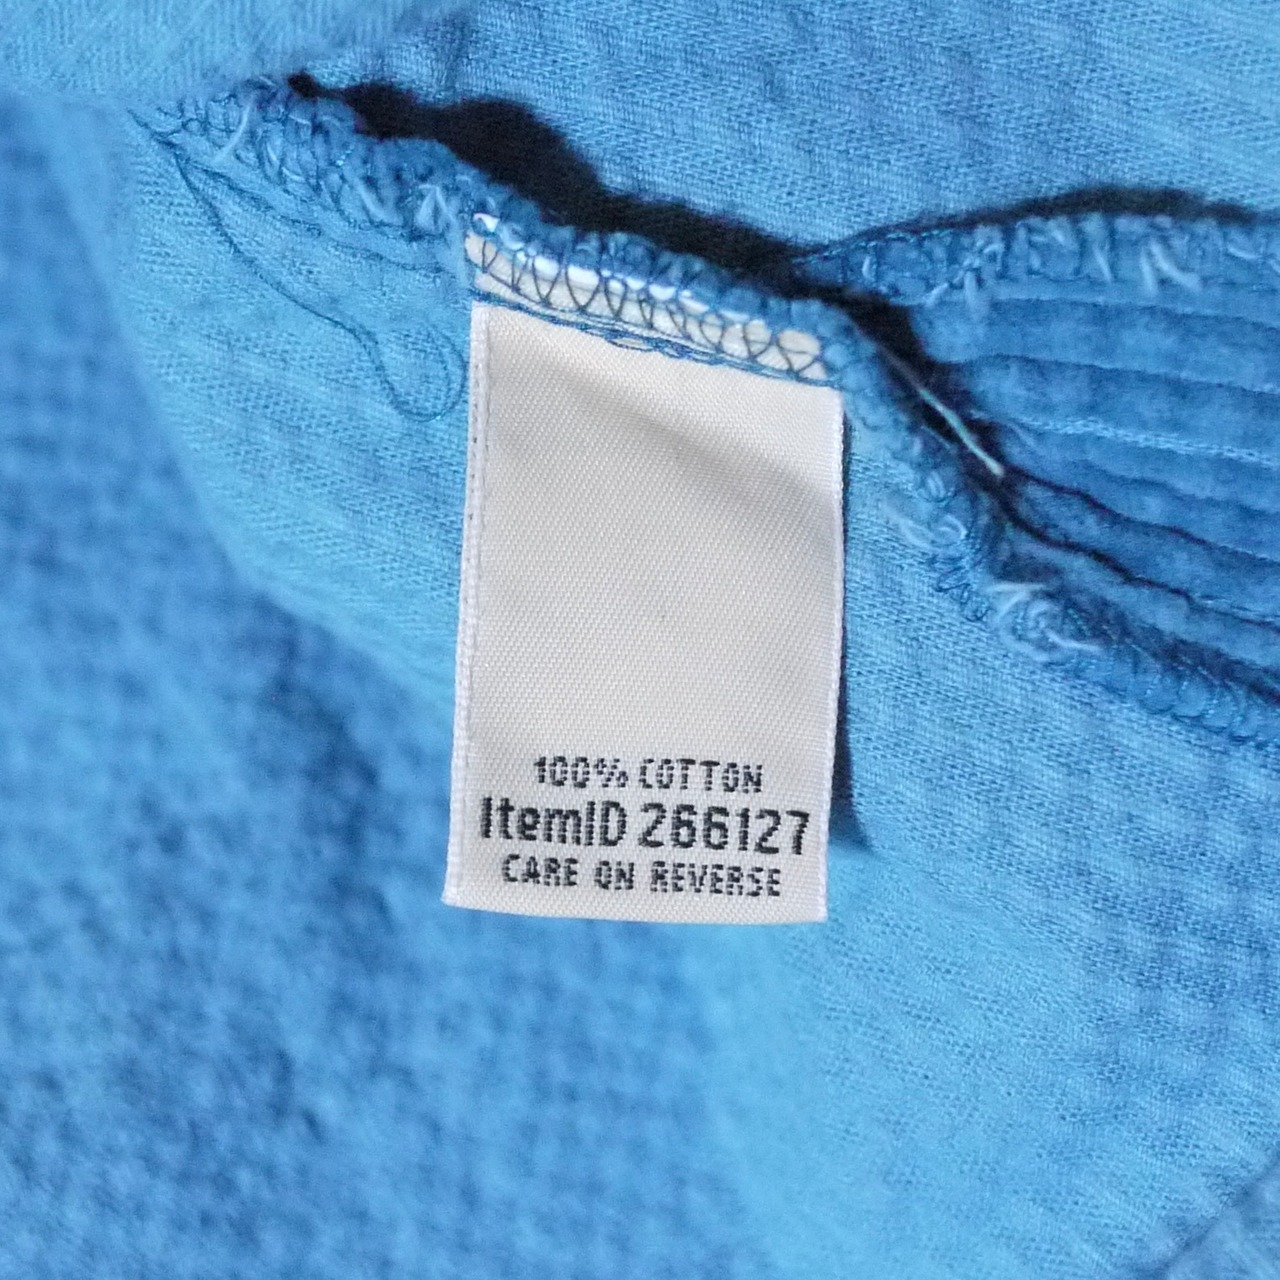 100% COTTON
ItemID 266127
CARE ON REVERSE